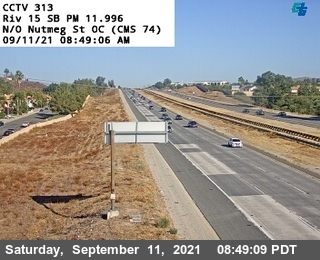 CCTV 313
Riv 15 SB PM 11.996
N/O Nutmeg St OC (CMS 74)
09/11/21 08:49:06 AM
Saturday, September 11, 2021 08:49:09 PDT